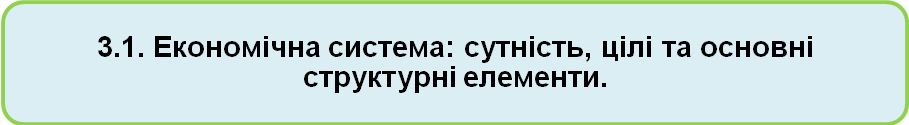 3.1. Економічна система: сутність, цілі та основні
структурні елементи.